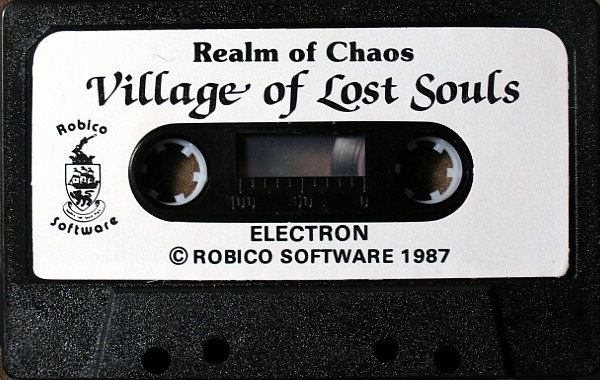 Realm of Chaos
Village of Lost Souls
Robico
Software
ELECTRON
© ROBICO SOFTWARE 1987